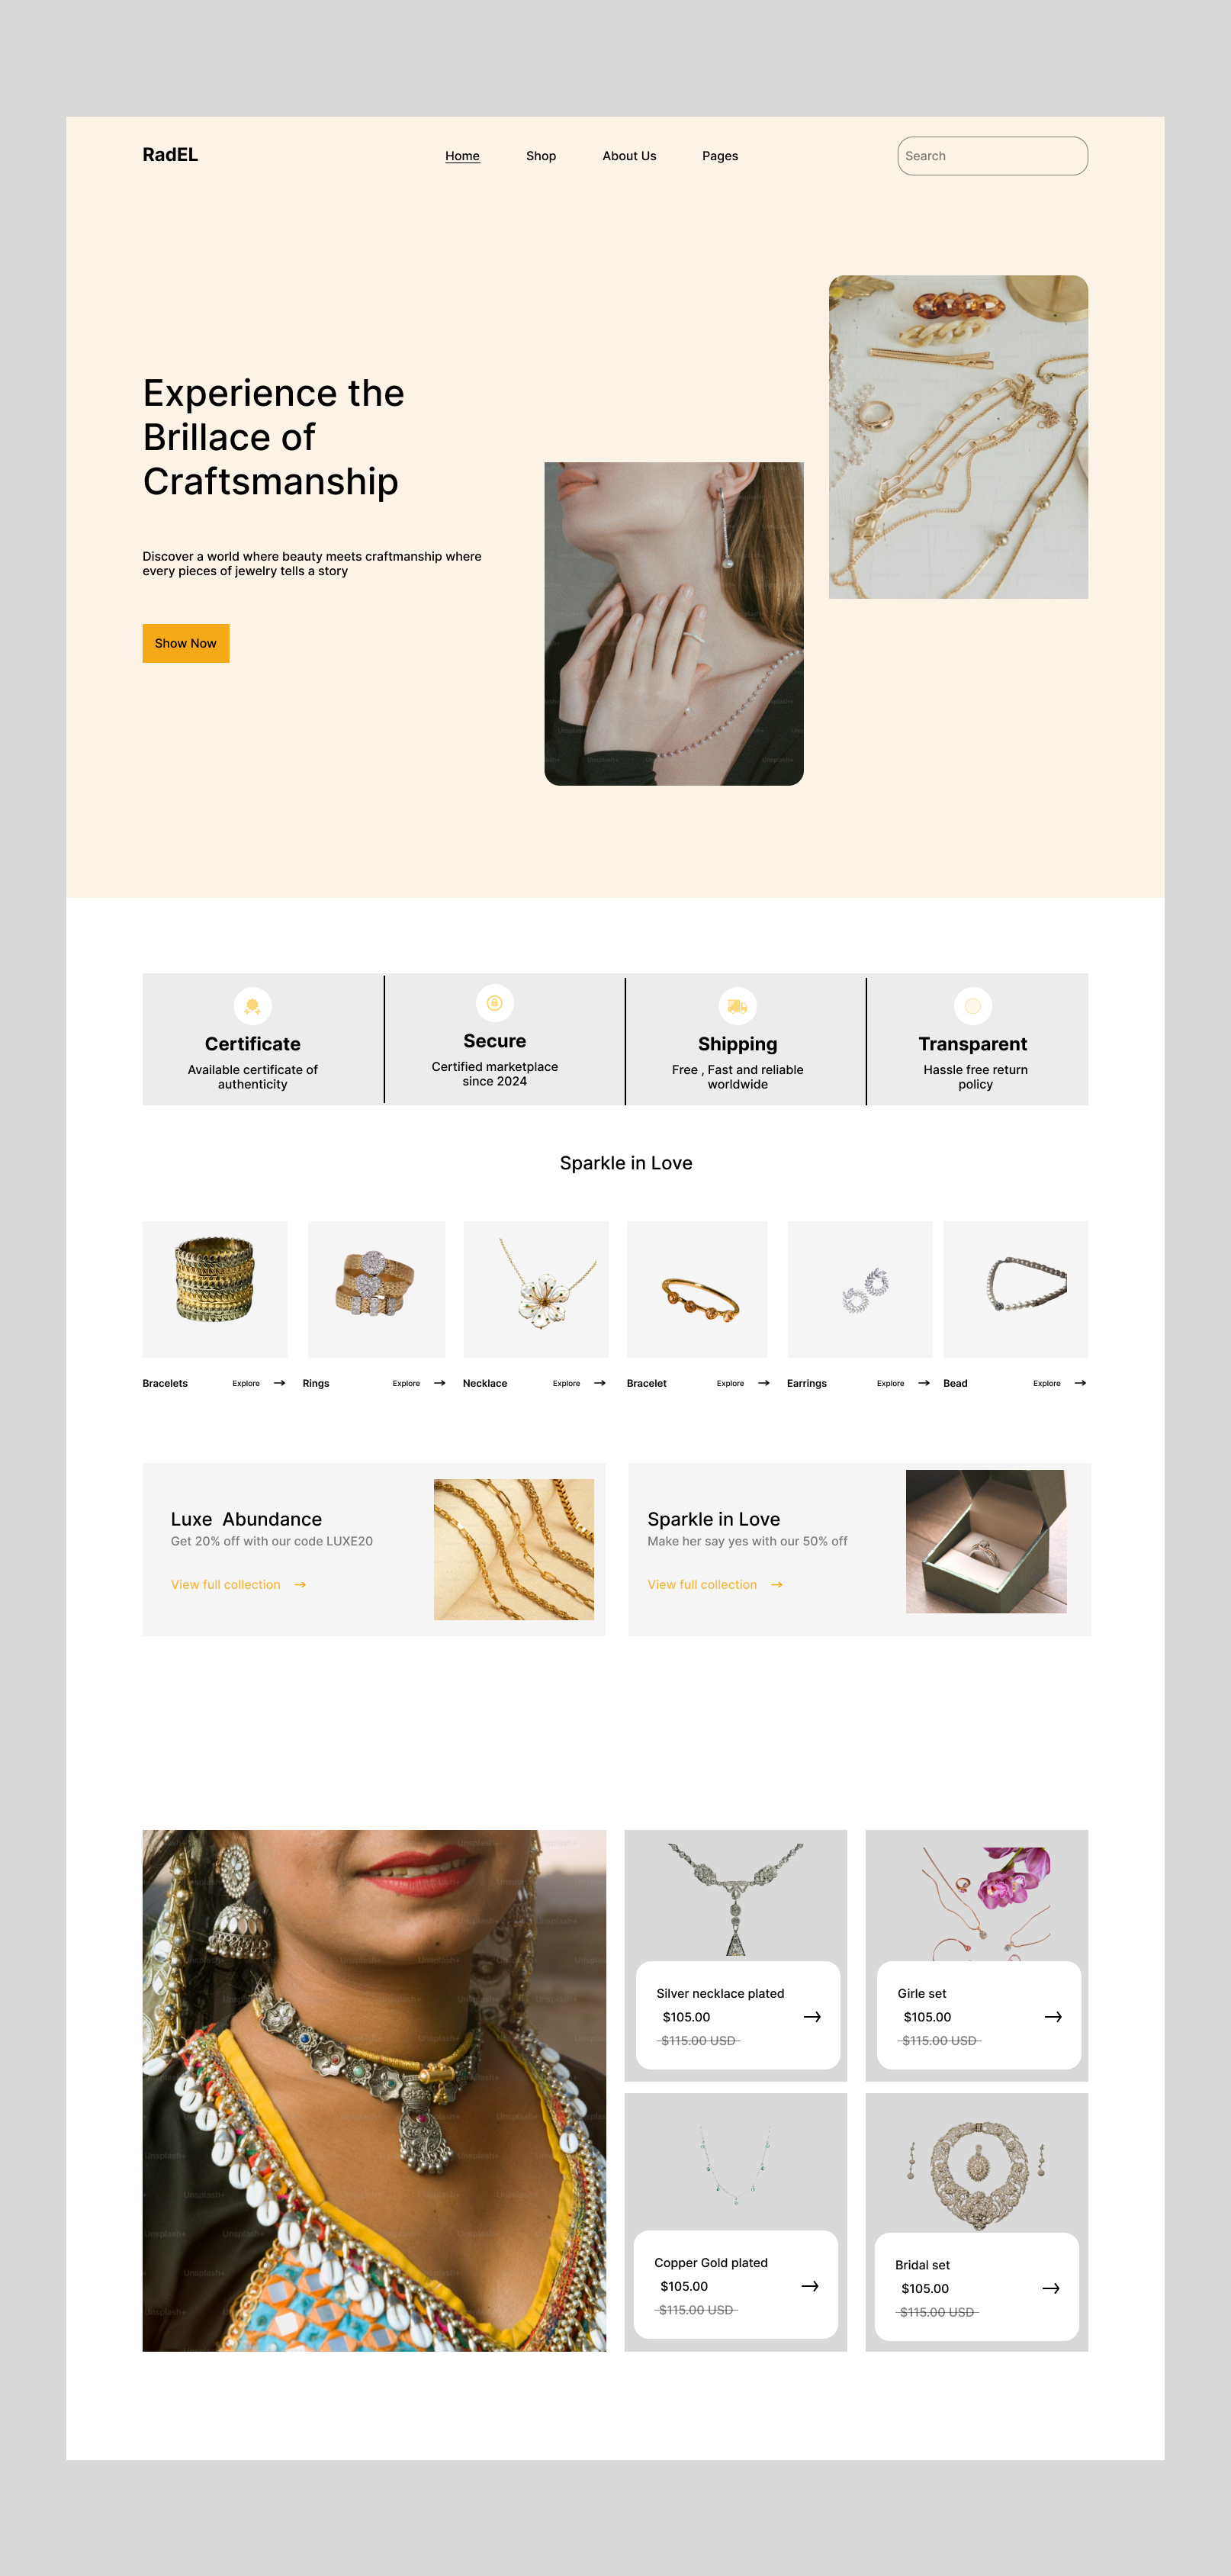 RadEL
Home
Shop
About Us
Pages
Search
Experience the
Brillace of
Craftsmanship
Discover a world where beauty meets craftmanship where
every pieces of jewelry tells a story
Show Now
Certificate
Available certificate of
authenticity
Secure
Certified marketplace
since 2024
Shipping
Free , Fast and reliable
worldwide
Transparent
Hassle free return
policy
Sparkle in Love
Bracelets
Explore
Rings
Explore
Necklace
Explore
Bracelet
Explore
Earrings
Explore
Bead
Explore
Luxe  Abundance
Get 20% off with our code LUXE20
View full collection
Sparkle in Love
Make her say yes with our 50% off
View full collection
Silver necklace plated
$105.00
$115.00 USD
Girle set
$105.00
$115.00 USD
Copper Gold plated
$105.00
$115.00 USD
Bridal set
$105.00
$115.00 USD